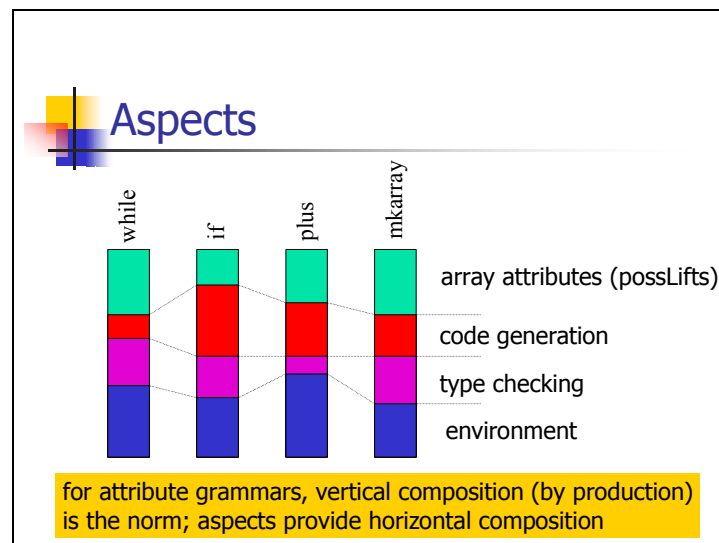 Aspects
while
if
plus
mkarray
array attributes (possLifts)
code generation
type checking
environment
for attribute grammars, vertical composition (by production)
is the norm; aspects provide horizontal composition